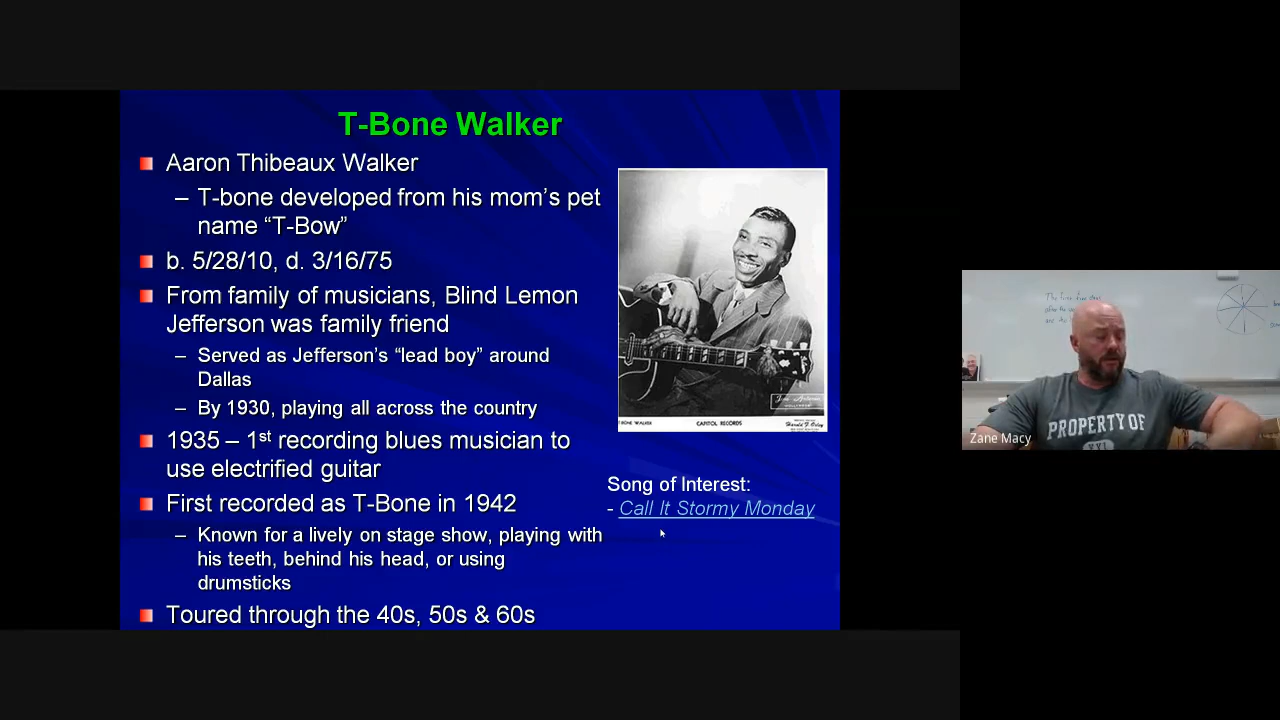 T-Bone Walker
Aaron Thibeaux Walker
– T-bone developed from his mom’s pet
name “T-Bow”
b. 5/28/10, d. 3/16/75
From family of musicians, Blind Lemon
Jefferson was family friend
– Served as Jefferson’s “lead boy” around
Dallas
– By 1930, playing all across the country
1935 – 1st recording blues musician to
use electrified guitar
First recorded as T-Bone in 1942
– Known for a lively on stage show, playing with
his teeth, behind his head, or using
drumsticks
Toured through the 40s, 50s & 60s
T-BONE WALKER
CAPITOL RECORDS
Song of Interest:
- Call It Stormy Monday
PROPERTY OF
XXL
Zane Macy